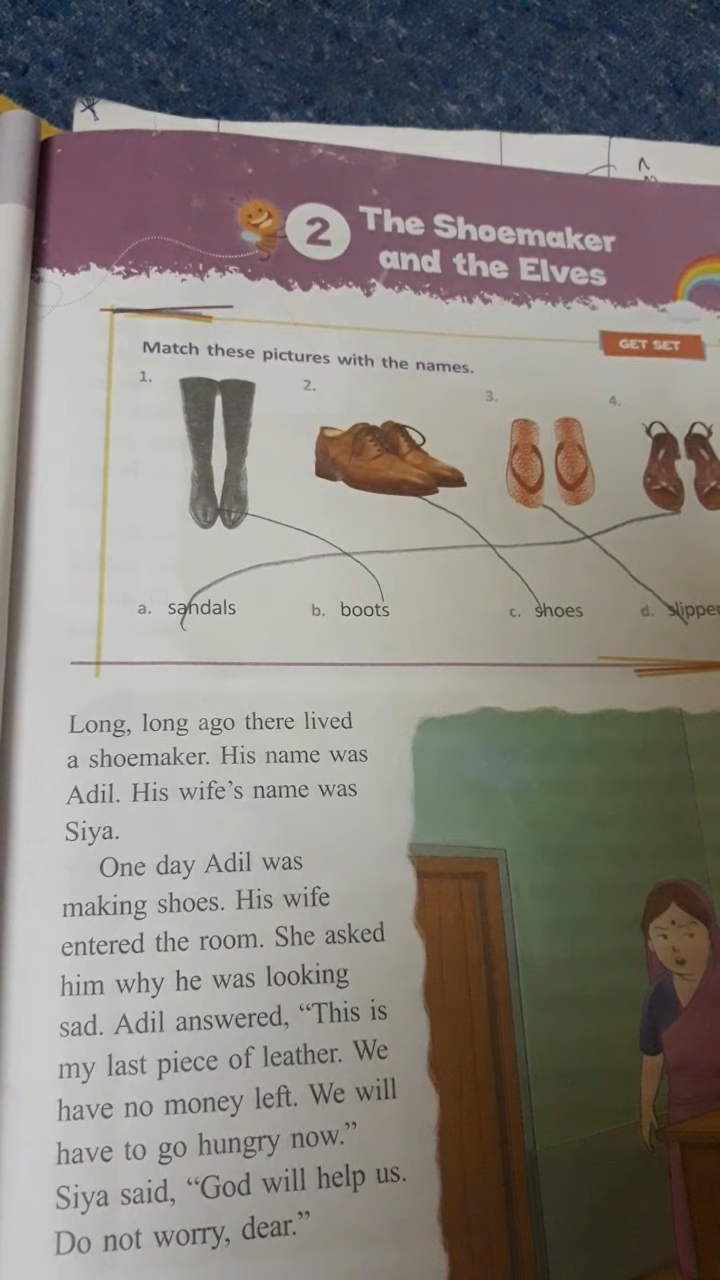 2
The Shoemaker
and the Elves
GET SET
Match these pictures with the names.
1.
2.
3.
4.
a. sandals
b. boots
c. shoes
d. slipper
Long, long ago there lived
a shoemaker. His name was
Adil. His wife’s name was
Siya.
One day Adil was
making shoes. His wife
entered the room. She asked
him why he was looking
sad. Adil answered, “This is
my last piece of leather. We
have no money left. We will
have to go hungry now.”
Siya said, “God will help us.
Do not worry, dear.”